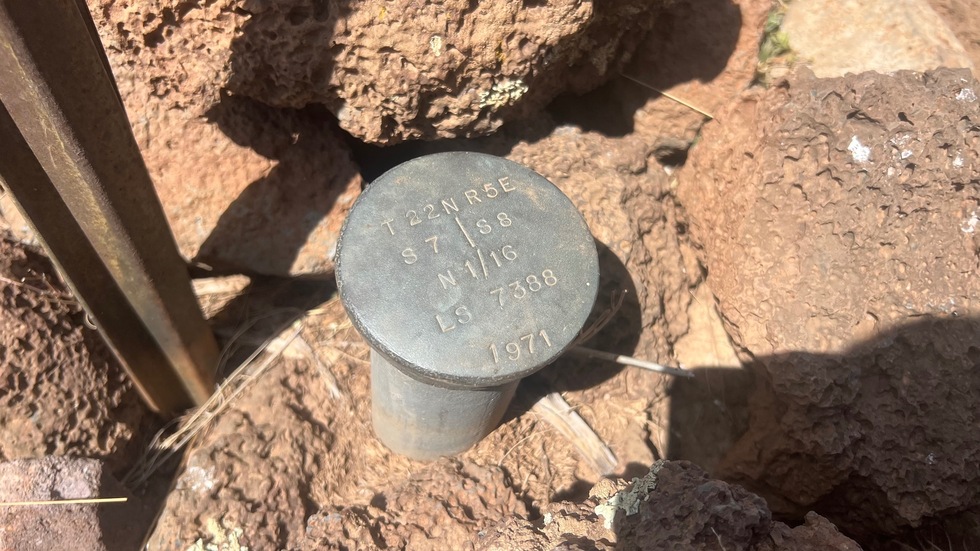 T 22N R5E
S 7 | S 8
N 1/16
LS 7388
1971